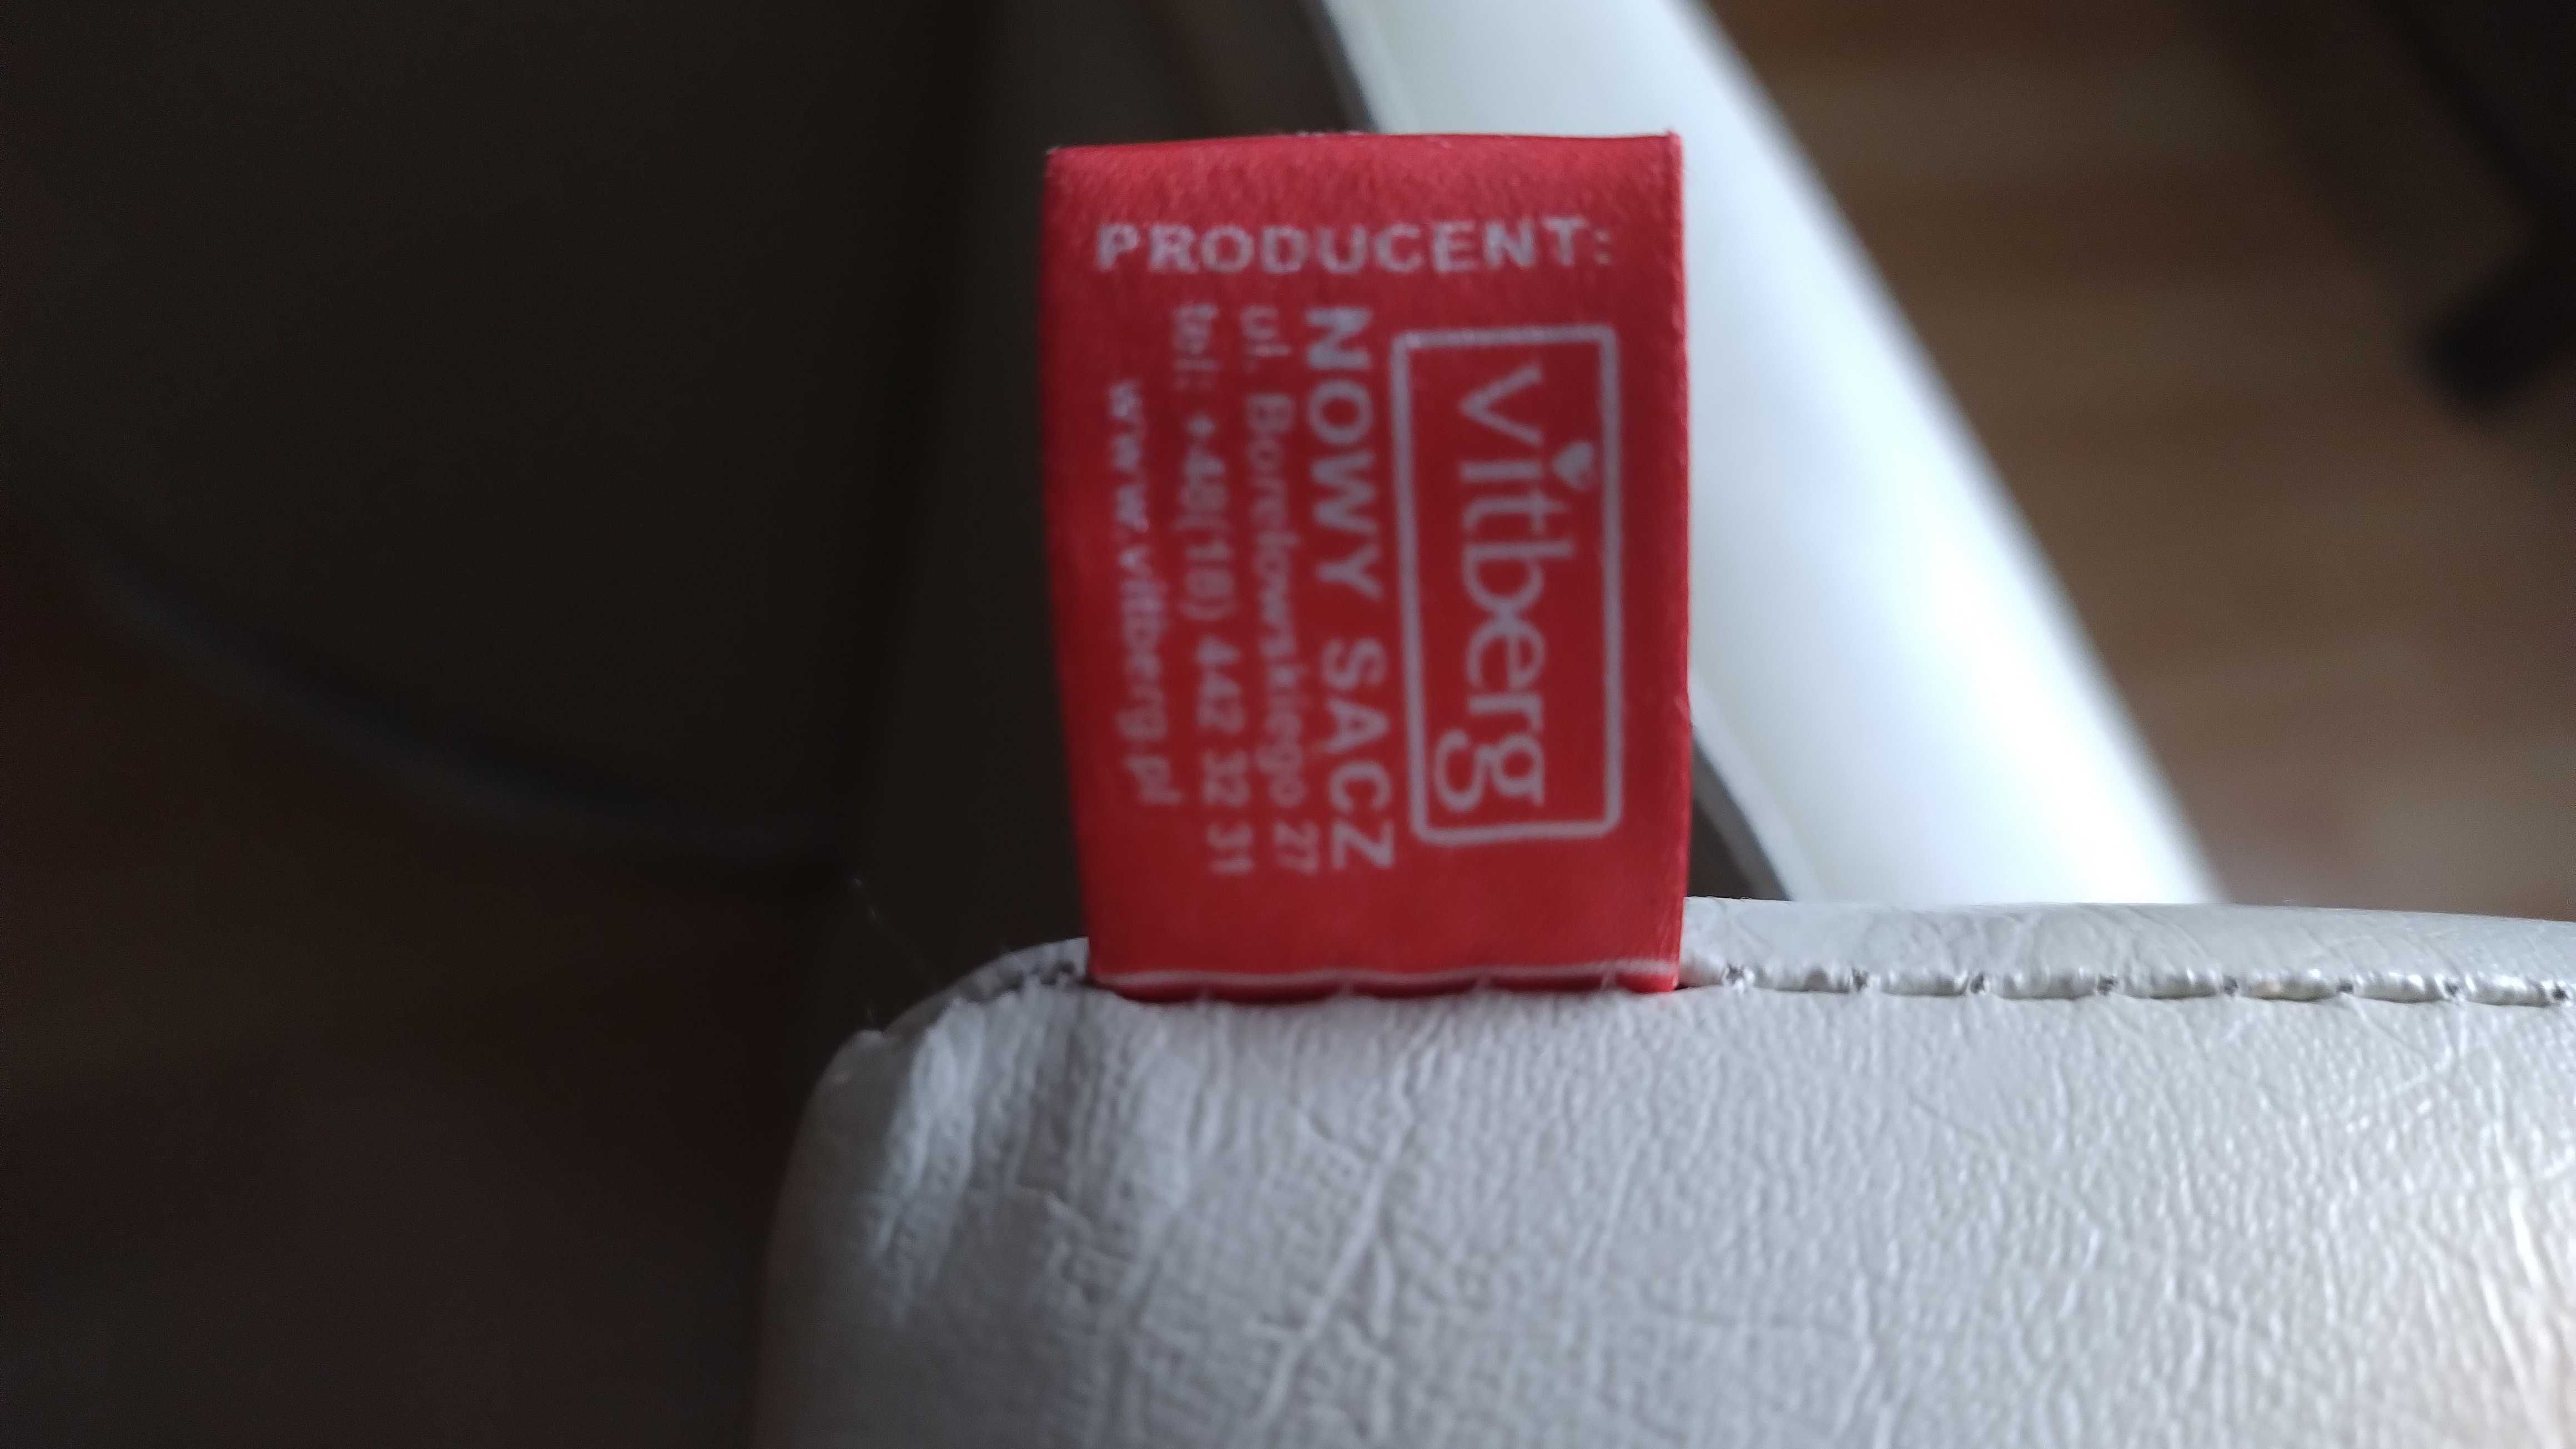 PRODUCENT:
vitberg
NOWY SACZ
ul. Borelowskiego 27
tel: +48(18) 442 32 31
www.vitberg.pl